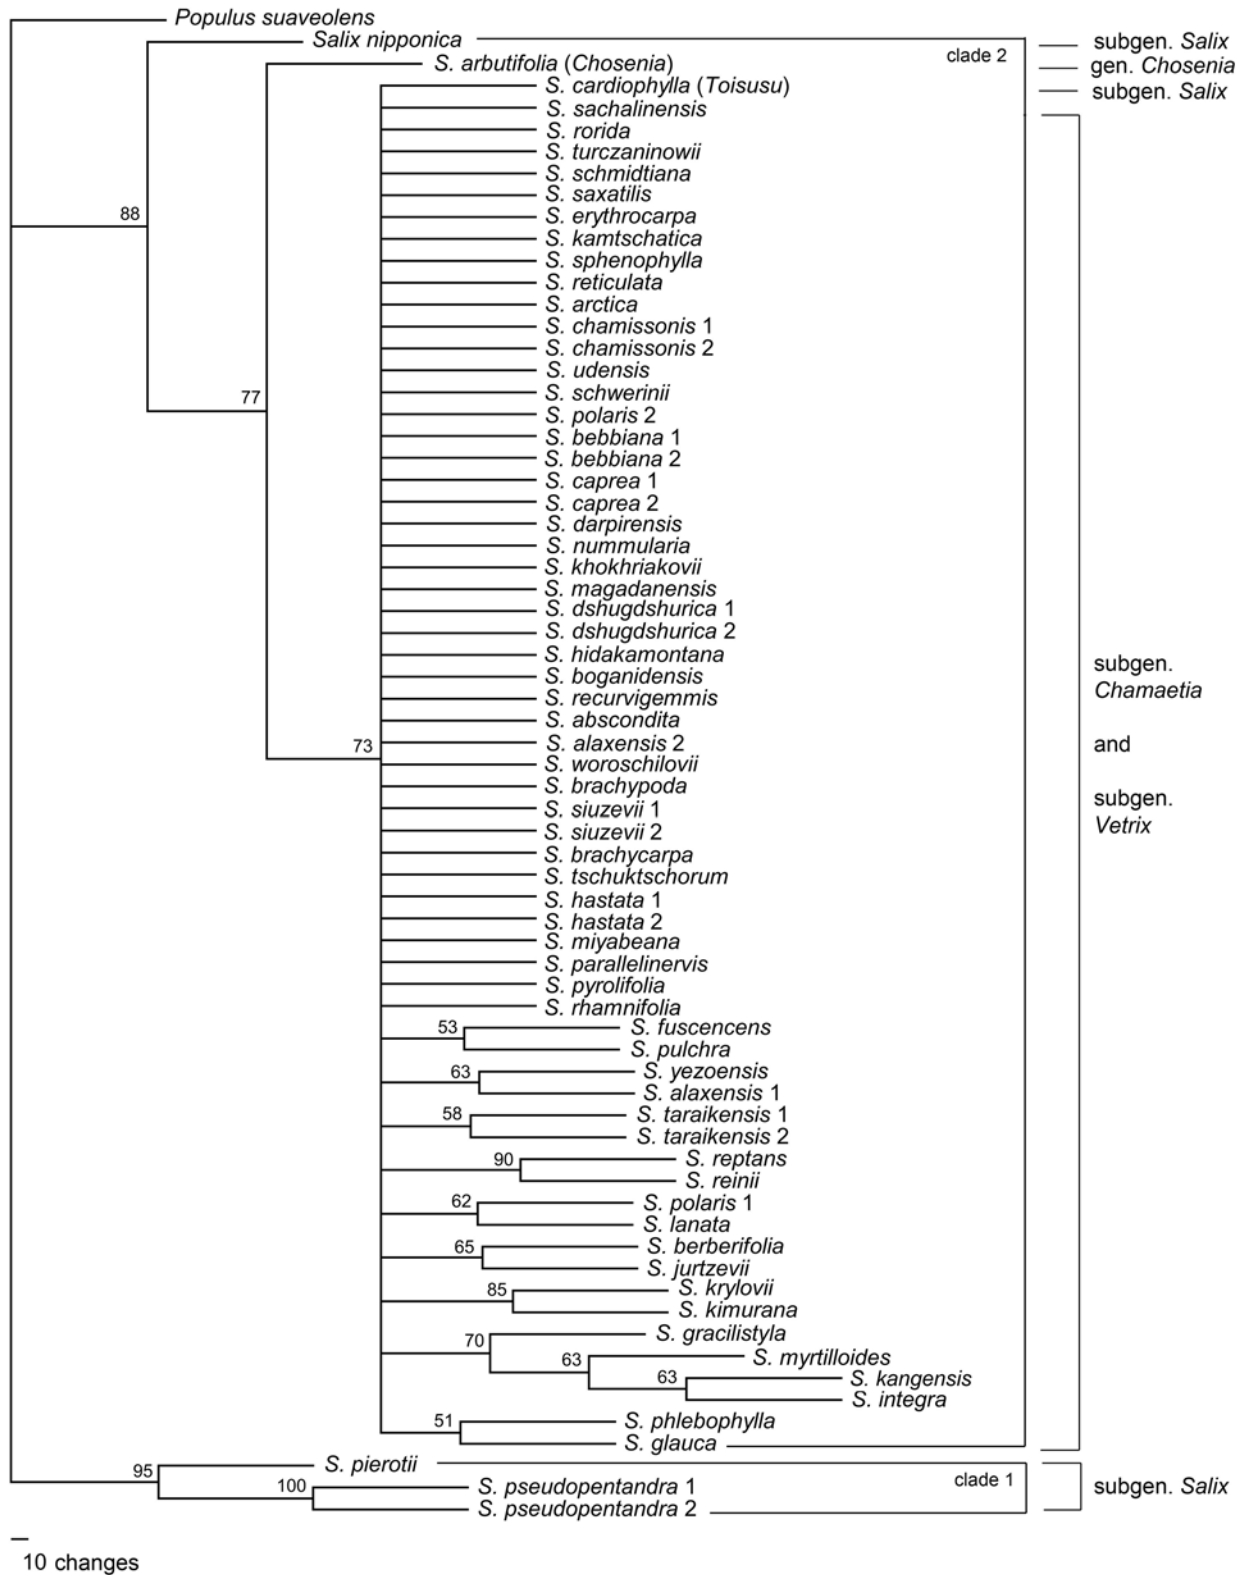 Populus suaveolens
Salix nipponica
clade 2
subgen. Salix
S. arbutifolia (Chosenia)
gen. Chosenia
S. cardiophylla (Toisusu)
subgen. Salix
S. sachalinensis
S. rorida
S. turczaninowii
S. schmidtiana
S. saxatilis
88
S. erythrocarpa
S. kamtschatica
S. sphenophylla
S. reticulata
S. arctica
S. chamissonis 1
S. chamissonis 2
S. udensis
77
S. schwerinii
S. polaris 2
S. bebbiana 1
S. bebbiana 2
S. caprea 1
S. caprea 2
S. darpirensis
S. nummularia
S. khokhriakovii
S. magadanensis
S. dshugdshurica 1
S. dshugdshurica 2
S. hidakamontana
subgen.
Chamaetia
and
subgen.
Vetrix
S. boganidensis
S. recurvigemmis
S. abscondita
73
S. alaxensis 2
S. woroschilovii
S. brachypoda
S. siuzevii 1
S. siuzevii 2
S. brachycarpa
S. tschuktschorum
S. hastata 1
S. hastata 2
S. miyabeana
S. parallelinervis
S. pyrolifolia
S. rhamnifolia
53
S. fuscencens
S. pulchra
63
S. yezoensis
S. alaxensis 1
58
S. taraikensis 1
S. taraikensis 2
90
S. reptans
S. reinii
62
S. polaris 1
S. lanata
65
S. berberifolia
S. jurtzevii
85
S. krylovii
S. kimurana
70
S. gracilistyla
63
S. myrtilloides
63
S. kangensis
S. integra
51
S. phlebophylla
S. glauca
95
S. pierotii
100
S. pseudopentandra 1
clade 1
subgen. Salix
S. pseudopentandra 2
10 changes